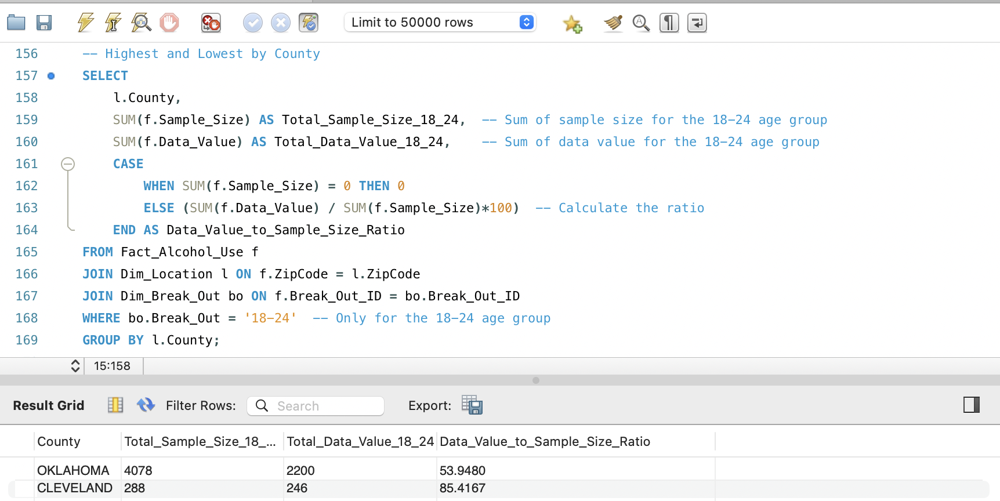 Limit to 50000 rows
156 -- Highest and Lowest by County
157 SELECT
158 l.County,
159 SUM(f.Sample_Size) AS Total_Sample_Size_18_24, -- Sum of sample size for the 18-24 age group
160 SUM(f.Data_Value) AS Total_Data_Value_18_24, -- Sum of data value for the 18-24 age group
161 CASE
162 WHEN SUM(f.Sample_Size) = 0 THEN 0
163 ELSE (SUM(f.Data_Value) / SUM(f.Sample_Size)*100) -- Calculate the ratio
164 END AS Data_Value_to_Sample_Size_Ratio
165 FROM Fact_Alcohol_Use f
166 JOIN Dim_Location l ON f.ZipCode = l.ZipCode
167 JOIN Dim_Break_Out bo ON f.Break_Out_ID = bo.Break_Out_ID
168 WHERE bo.Break_Out = '18-24' -- Only for the 18-24 age group
169 GROUP BY l.County;
15:158
Result Grid Filter Rows: Search Export:
County Total_Sample_Size_18_... Total_Data_Value_18_24 Data_Value_to_Sample_Size_Ratio
OKLAHOMA 4078 2200 53.9480
CLEVELAND 288 246 85.4167